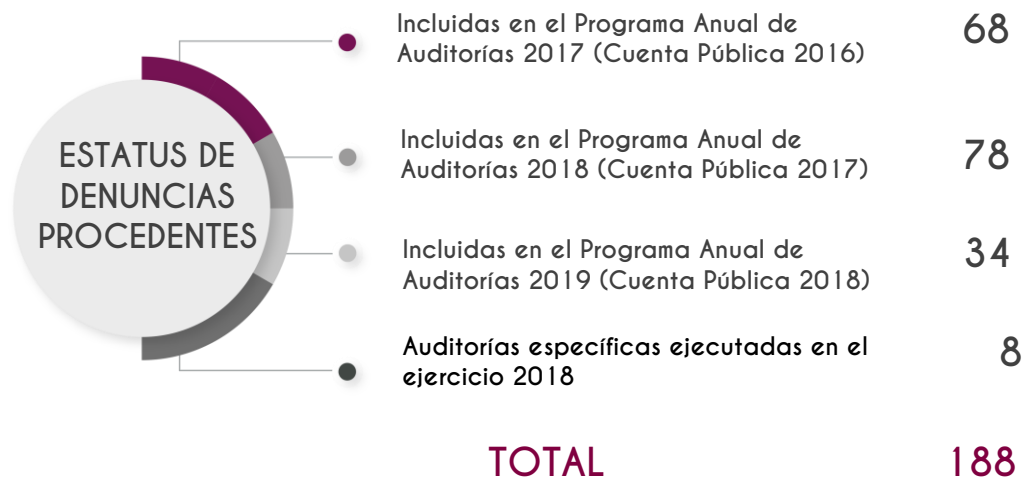 ESTATUS DE
DENUNCIAS
PROCEDENTES
Incluidas en el Programa Anual de
Auditorías 2017 (Cuenta Pública 2016)
68
Incluidas en el Programa Anual de
Auditorías 2018 (Cuenta Pública 2017)
78
Incluidas en el Programa Anual de
Auditorías 2019 (Cuenta Pública 2018)
34
Auditorías específicas ejecutadas en el
ejercicio 2018
8
TOTAL 188